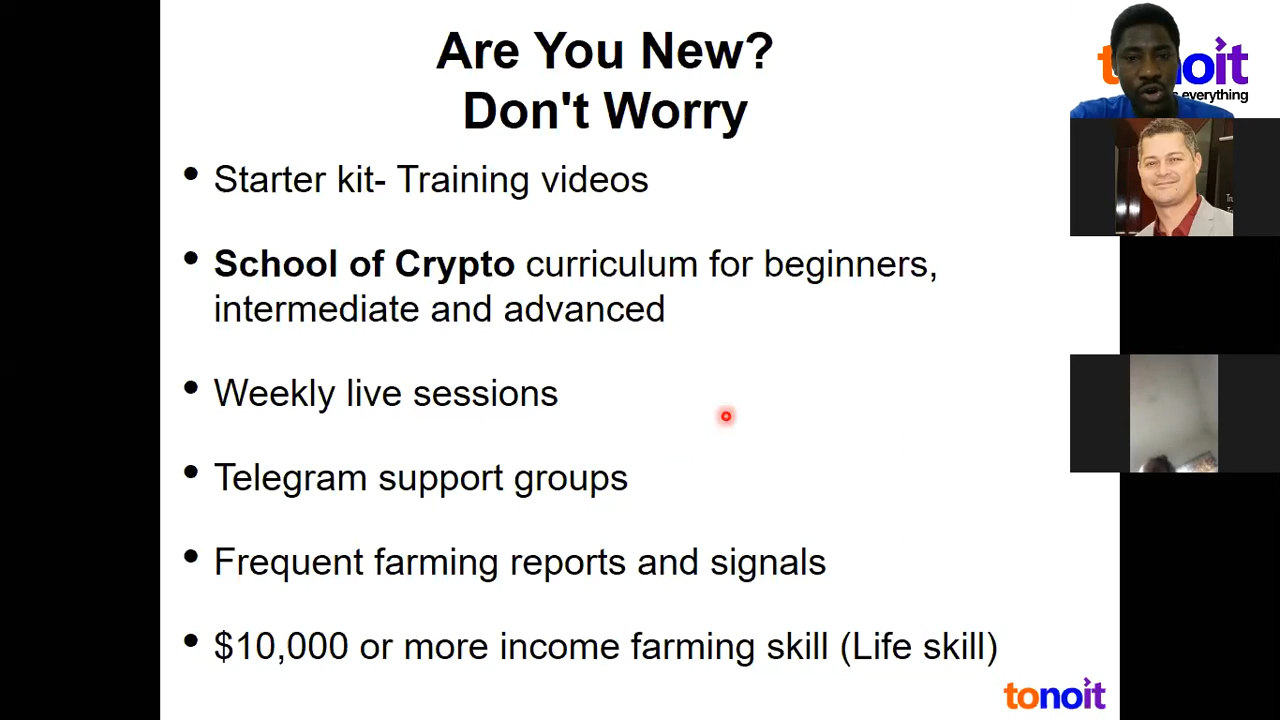 Are You New?
Don't Worry
tonoit
s everything
• Starter kit- Training videos
• School of Crypto curriculum for beginners,
intermediate and advanced
• Weekly live sessions
• Telegram support groups
• Frequent farming reports and signals
• $10,000 or more income farming skill (Life skill)
tonoit